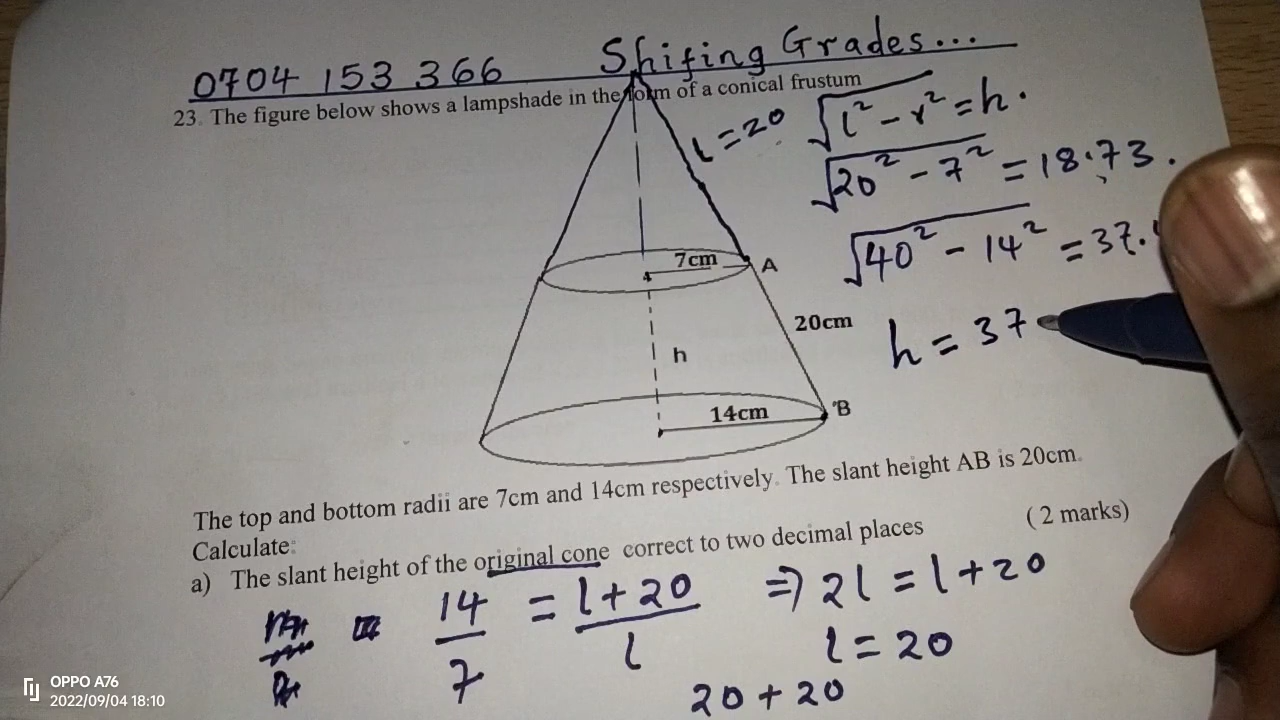 0704 153 366 Shifing Grades...
23. The figure below shows a lampshade in the form of a conical frustum
l = 20
√l² - r² = h.
√20² - 7² = 18.73.
√40² - 14² = 37.
h = 37
7cm
A
20cm
h
14cm
B
The top and bottom radii are 7cm and 14cm respectively. The slant height AB is 20cm.
Calculate:
a) The slant height of the original cone correct to two decimal places (2 marks)
= 14/7 = l + 20/l ⇒ 2l = l + 20
l = 20
20 + 20
OPPO A76
2022/09/04 18:10